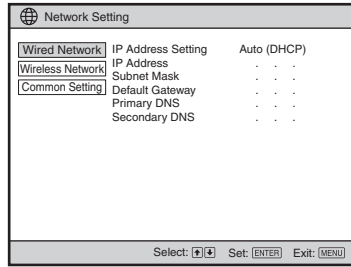 Network Setting
Wired Network
Wireless Network
Common Setting
IP Address Setting Auto (DHCP)
IP Address . . .
Subnet Mask . . .
Default Gateway . . .
Primary DNS . . .
Secondary DNS . . .
Select: Set: ENTER Exit: MENU